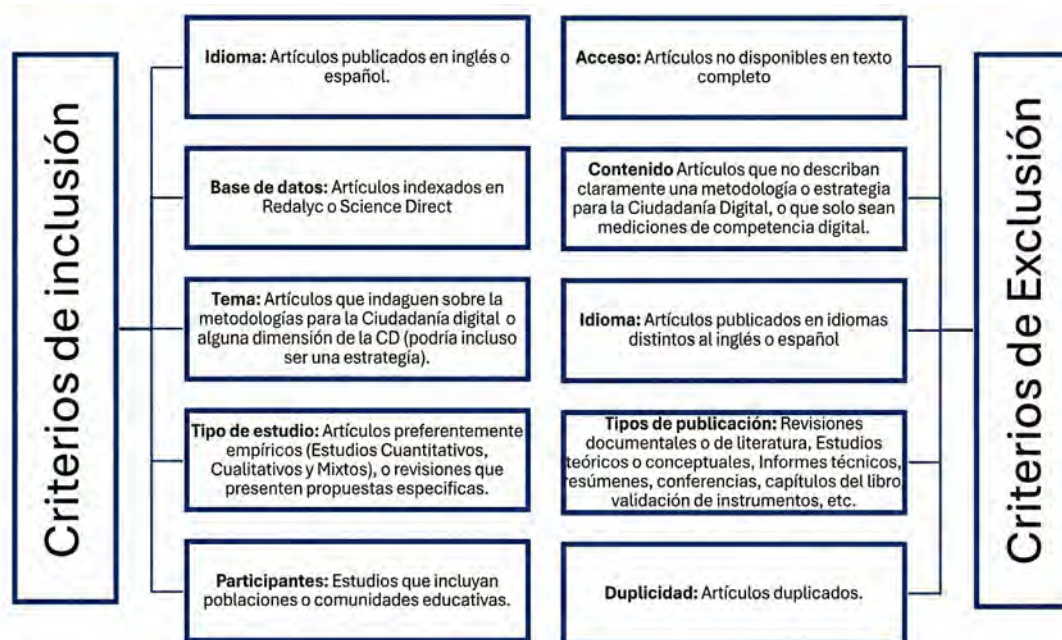 Criterios de inclusión
Idioma: Artículos publicados en inglés o
español.
Base de datos: Artículos indexados en
Redalyc o Science Direct
Tema: Artículos que indaguen sobre la
metodologías para la Ciudadanía digital o
alguna dimensión de la CD (podría incluso
ser una estrategía).
Tipo de estudio: Artículos preferentemente
empíricos (Estudios Cuantitativos,
Cualitativos y Mixtos), o revisiones que
presenten propuestas especificas.
Participantes: Estudios que incluyan
poblaciones o comunidades educativas.
Acceso: Artículos no disponibles en texto
completo
Contenido Artículos que no describan
claramente una metodología o estrategia
para la Ciudadanía Digital, o que solo sean
mediciones de competencia digital.
Idioma: Artículos publicados en idiomas
distintos al inglés o español
Tipos de publicación: Revisiones
documentales o de literatura, Estudios
teóricos o conceptuales, Informes técnicos,
resúmenes, conferencias, capítulos del libro,
validación de instrumentos, etc.
Duplicidad: Artículos duplicados.
Criterios de Exclusión